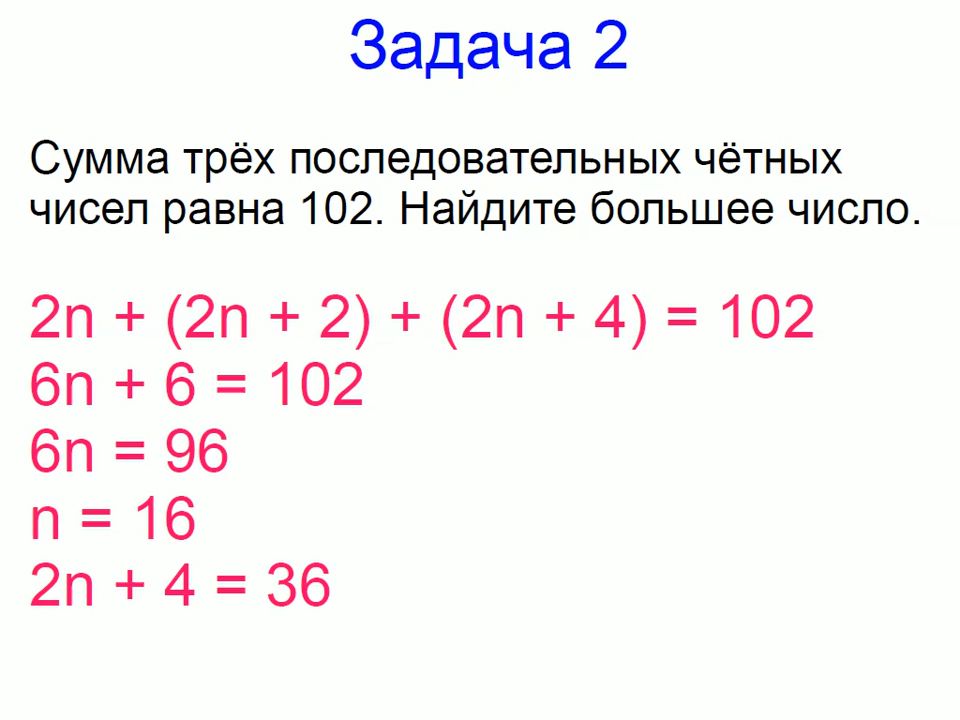 Задача 2
Сумма трёх последовательных чётных
чисел равна 102. Найдите большее число.
2n + (2n + 2) + (2n + 4) = 102
6n + 6 = 102
6n = 96
n = 16
2n + 4 = 36